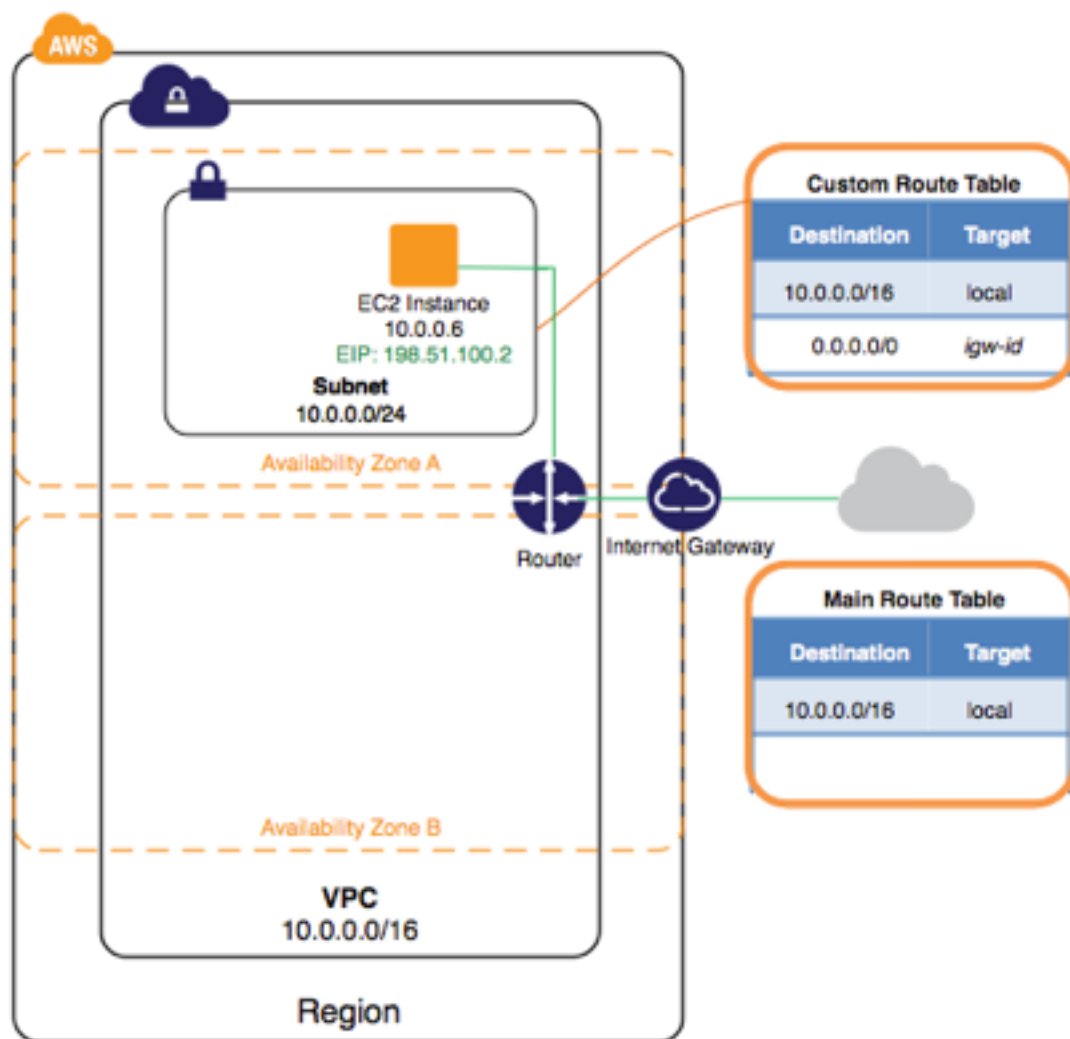 AWS
EC2 Instance
10.0.0.6
EIP: 198.51.100.2
Subnet
10.0.0.0/24
Availability Zone A
Router
Internet Gateway
Availability Zone B
VPC
10.0.0.0/16
Region
Custom Route Table
Destination Target
10.0.0.0/16 local
0.0.0.0/0 igw-id
Main Route Table
Destination Target
10.0.0.0/16 local